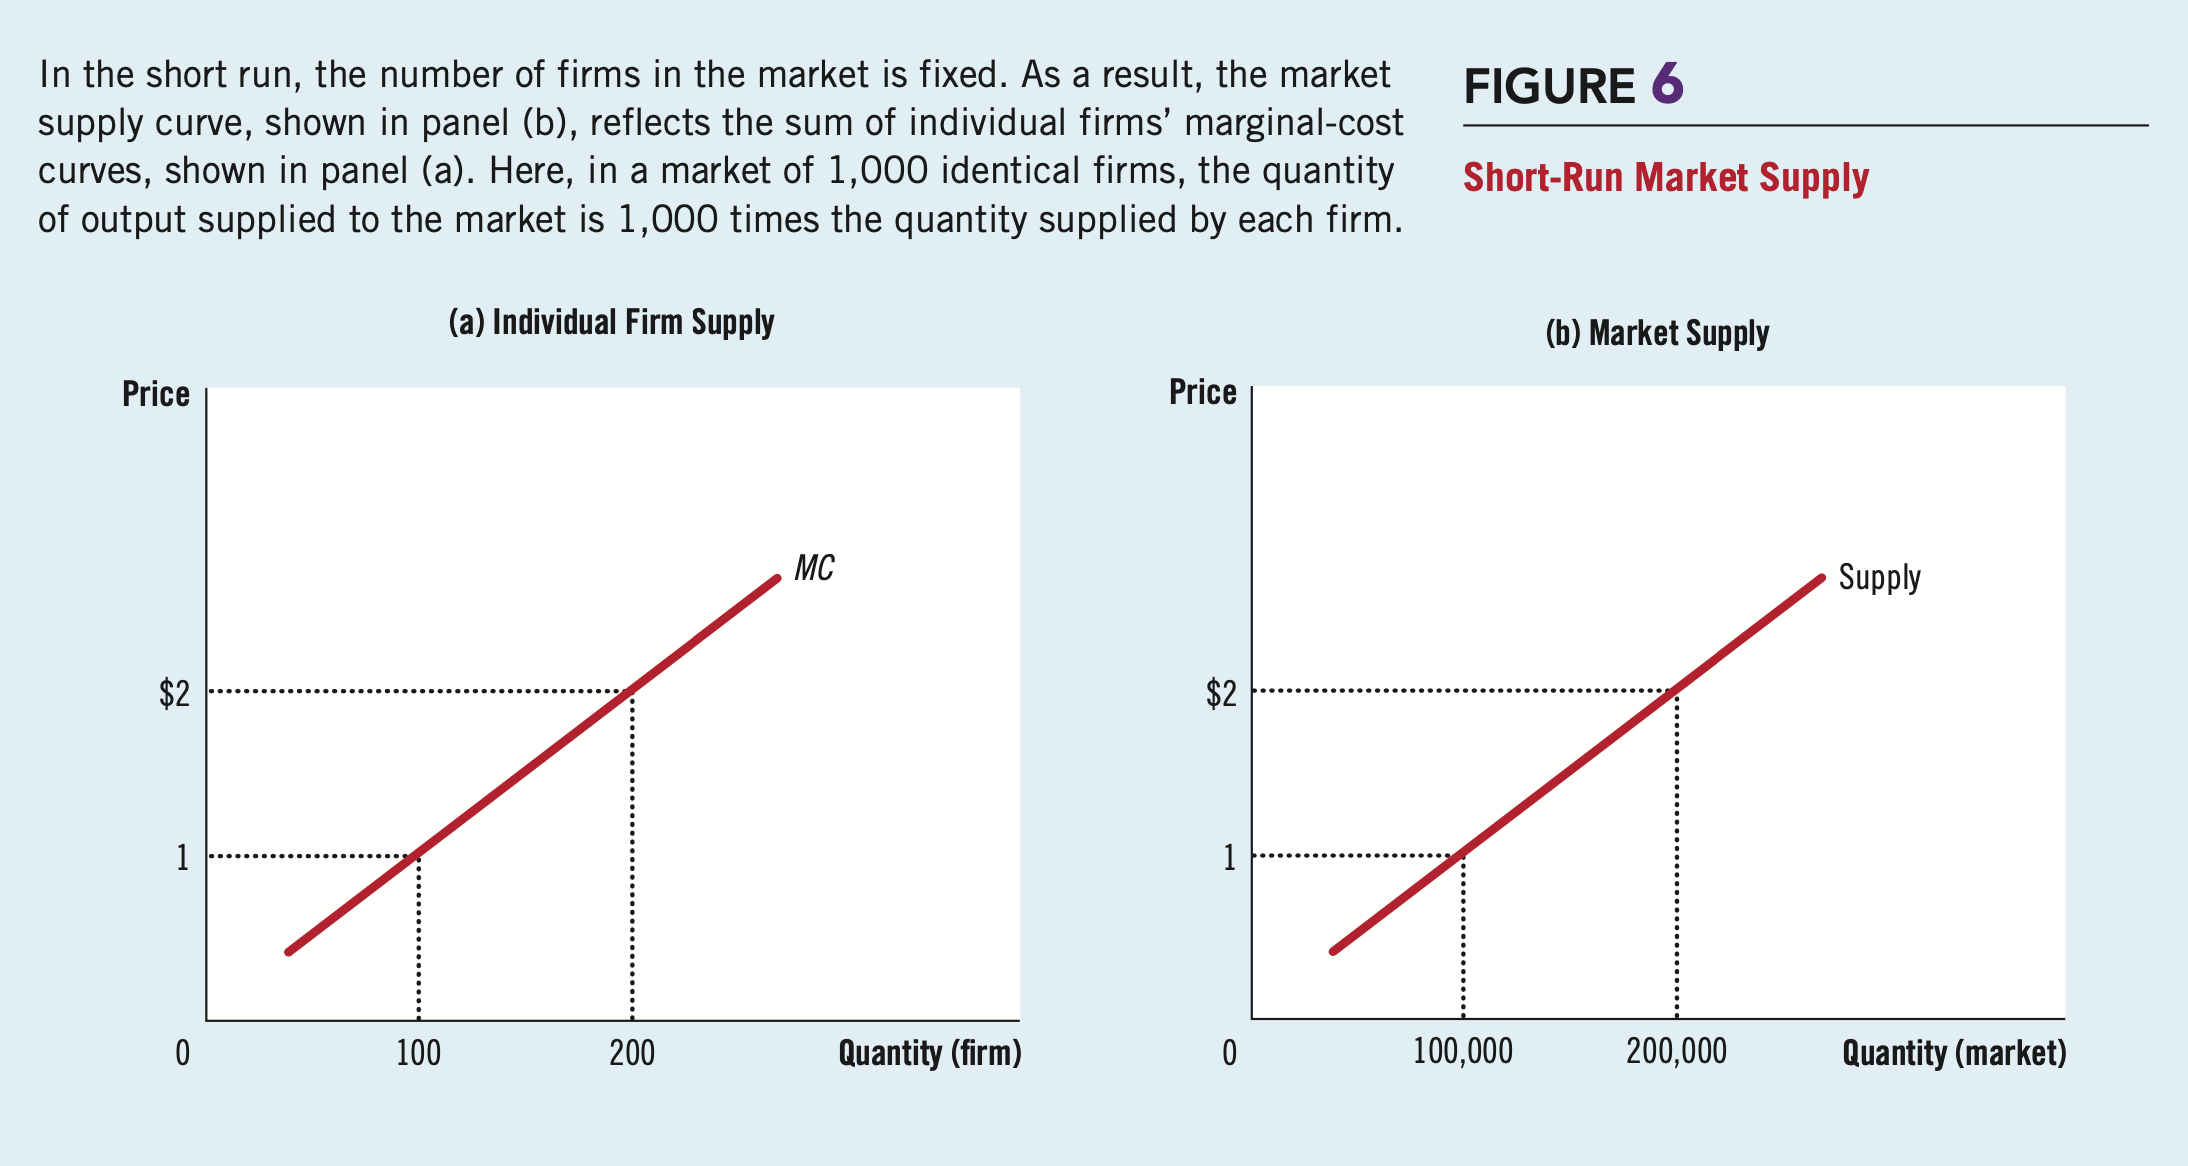 In the short run, the number of firms in the market is fixed. As a result, the market
supply curve, shown in panel (b), reflects the sum of individual firms’ marginal-cost
curves, shown in panel (a). Here, in a market of 1,000 identical firms, the quantity
of output supplied to the market is 1,000 times the quantity supplied by each firm.
FIGURE 6
Short-Run Market Supply
(a) Individual Firm Supply
Price
MC
$2
1
0
100
200
Quantity (firm)
(b) Market Supply
Price
Supply
$2
1
0
100,000
200,000
Quantity (market)